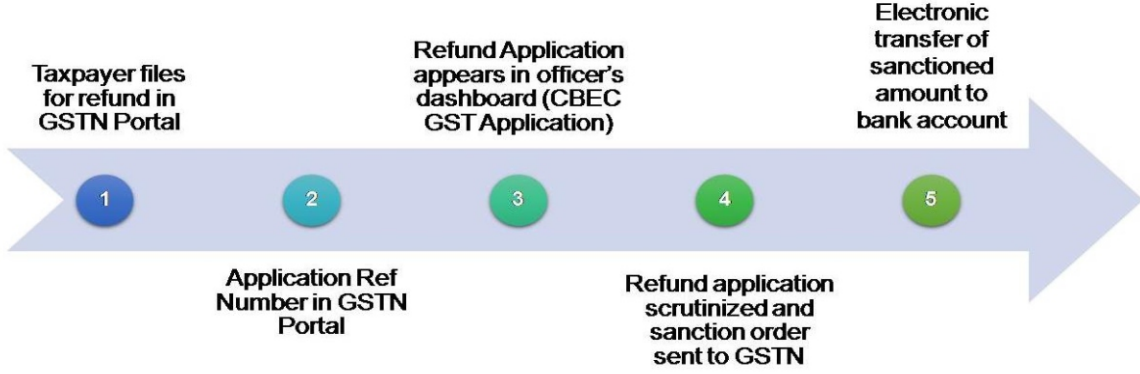 Taxpayer files
for refund in
GSTN Portal
1
Application Ref
Number in GSTN
Portal
2
Refund Application
appears in officer's
dashboard (CBEC
GST Application)
3
Refund application
scrutinized and
sanction order
sent to GSTN
4
Electronic
transfer of
sanctioned
amount to
bank account
5